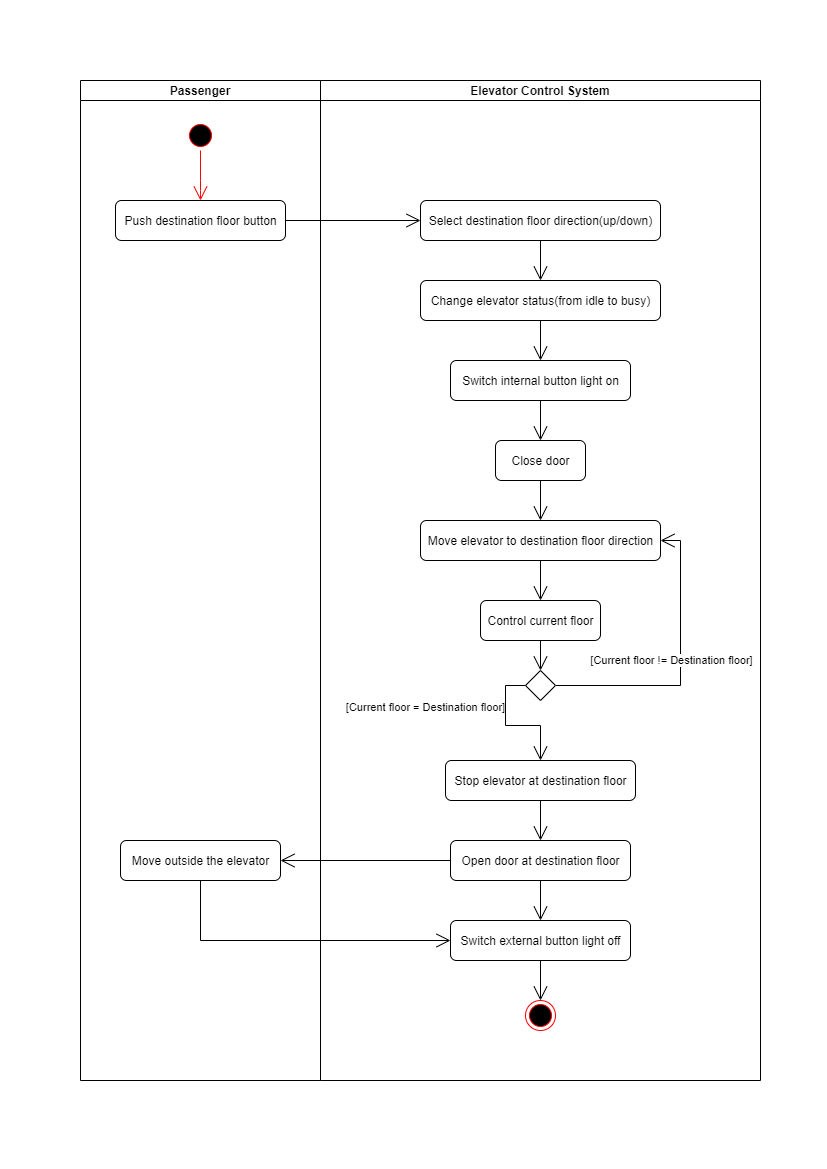 Passenger
Elevator Control System
Push destination floor button
Select destination floor direction(up/down)
Change elevator status(from idle to busy)
Switch internal button light on
Close door
Move elevator to destination floor direction
Control current floor
[Current floor != Destination floor]
[Current floor = Destination floor]
Stop elevator at destination floor
Move outside the elevator
Open door at destination floor
Switch external button light off